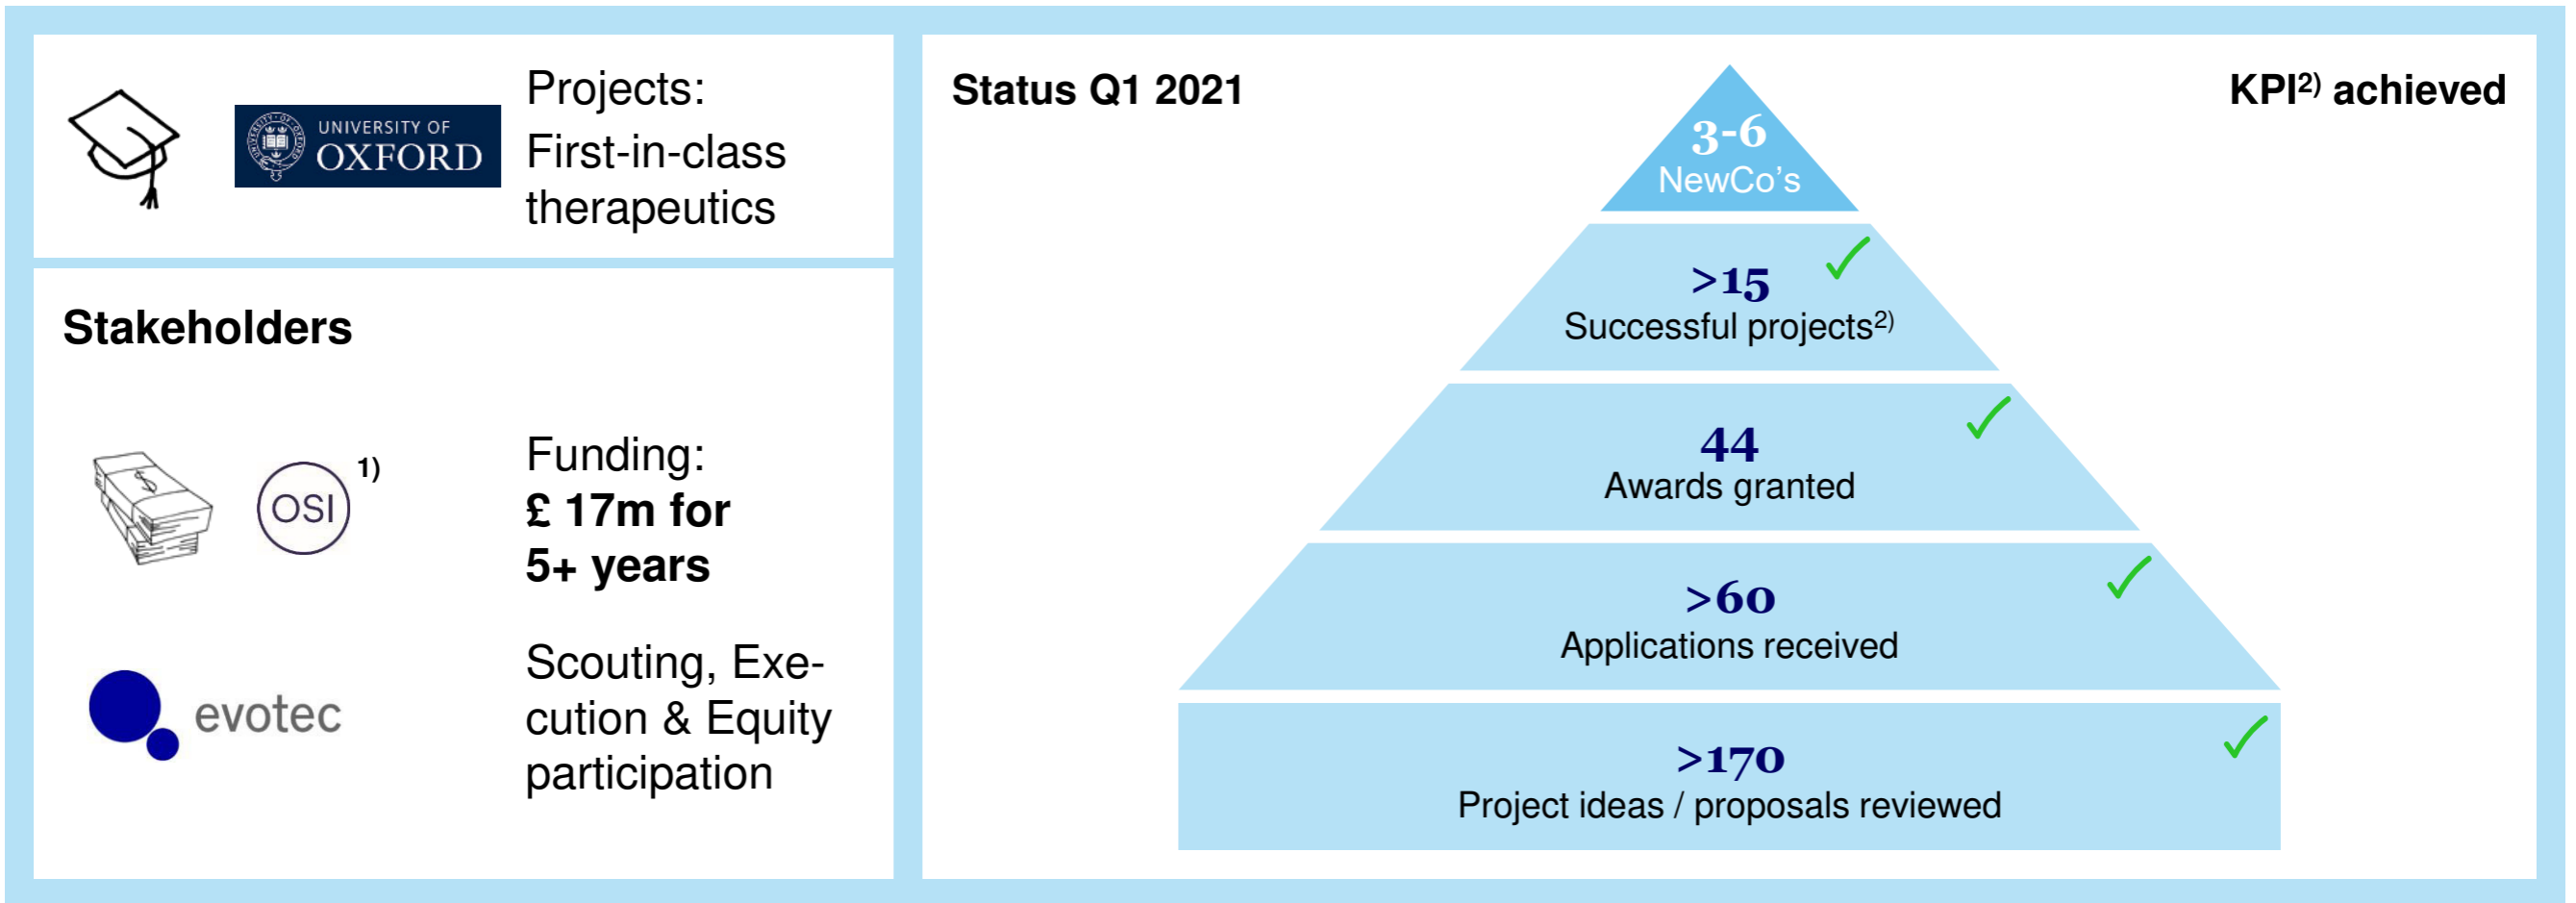 UNIVERSITY OF
OXFORD
Projects:
First-in-class
therapeutics
Stakeholders
OSI 1)
Funding:
£ 17m for
5+ years
evotec
Scouting, Exe-
cution & Equity
participation
Status Q1 2021
KPI2) achieved
3-6
NewCo’s
>15
Successful projects2)
44
Awards granted
>60
Applications received
>170
Project ideas / proposals reviewed